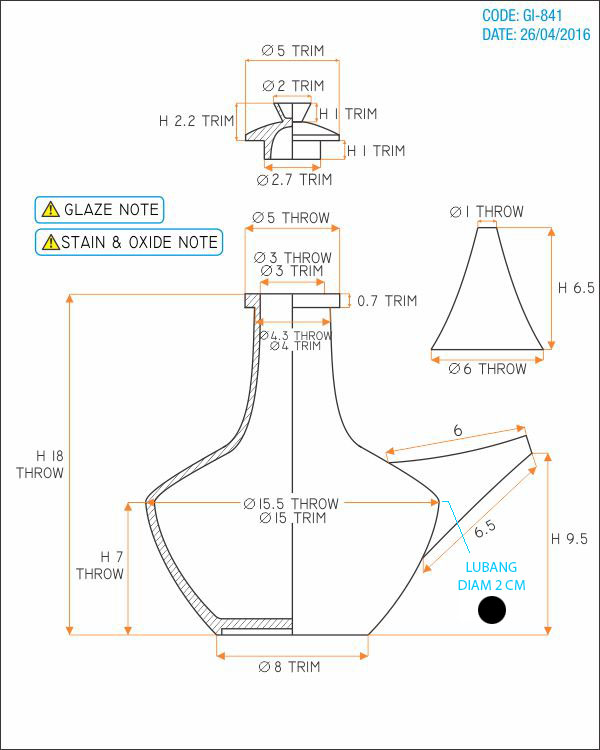 CODE: GI-841
DATE: 26/04/2016
Ø 5 TRIM
Ø 2 TRIM
H 2.2 TRIM
H 1 TRIM
H 1 TRIM
Ø 2.7 TRIM
GLAZE NOTE
STAIN & OXIDE NOTE
Ø 5 THROW
Ø 1 THROW
Ø 3 THROW
Ø 3 TRIM
H 6.5
0.7 TRIM
Ø 4.3 THROW
Ø 4 TRIM
Ø 6 THROW
6
H 18
THROW
Ø 15.5 THROW
Ø 15 TRIM
6.5
H 9.5
H 7
THROW
LUBANG
DIAM 2 CM
Ø 8 TRIM